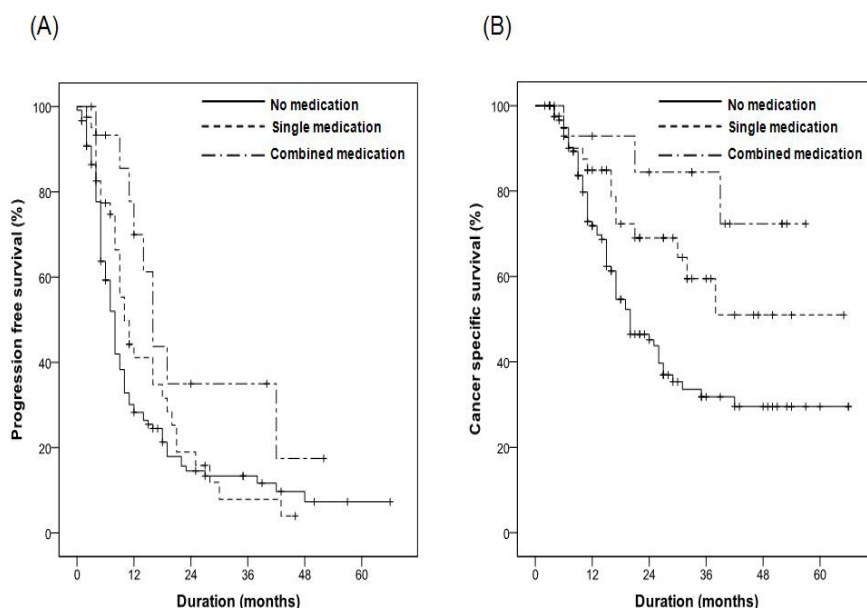 (A)
No medication
Single medication
Combined medication
100
80
60
40
20
0
Progression free survival (%)
0 12 24 36 48 60
Duration (months)
(B)
No medication
Single medication
Combined medication
100
80
60
40
20
0
Cancer specific survival (%)
0 12 24 36 48 60
Duration (months)